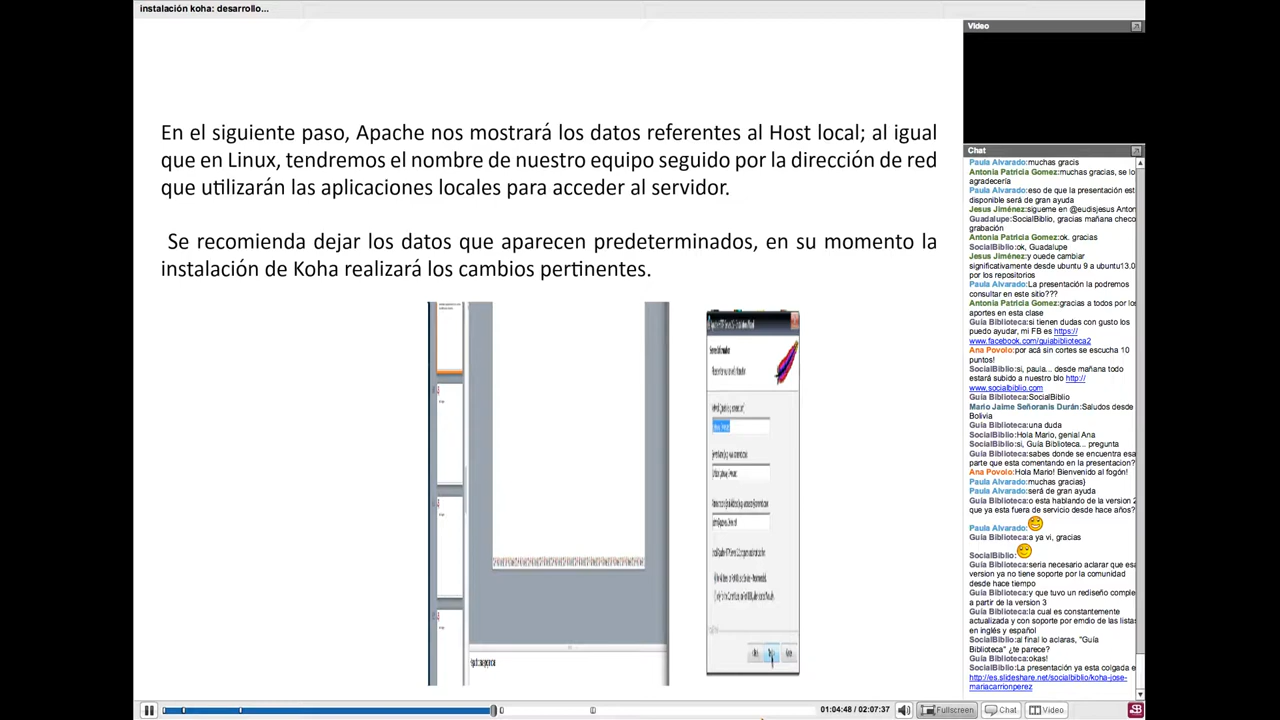 instalación koha: desarrollo...
En el siguiente paso, Apache nos mostrará los datos referentes al Host local; al igual
que en Linux, tendremos el nombre de nuestro equipo seguido por la dirección de red
que utilizarán las aplicaciones locales para acceder al servidor.
Se recomienda dejar los datos que aparecen predeterminados, en su momento la
instalación de Koha realizará los cambios pertinentes.
Video
Chat
Paula Alvarado:muchas gracis
Antonia Patricia Gomez:muchas gracias, se lo
agradecería
Paula Alvarado:eso de que la presentación est
disponible será de gran ayuda
Jesus Jiménez:sigueme en @eudisjesus Anton
Guadalupe:SocialBiblio, gracias mañana checo
grabación
Antonia Patricia Gomez:ok. gracias
SocialBiblio:ok, Guadalupe
Jesus Jiménez:y ouede cambiar
significativamente desde ubuntu 9 a ubuntu13.0
por los repositorios
Paula Alvarado:La presentación la podremos
consultar en este sitio???
Antonia Patricia Gomez:gracias a todos por los
aportes en esta clase
Guía Biblioteca:si tienen dudas con gusto los
puedo ayudar, mi FB es https://
www.facebook.com/guiabiblioteca2
Ana Povolo:por acá sin cortes se escucha 10
puntos!
SocialBiblio:si, paula... desde mañana todo
estará subido a nuestro blo http://
www.socialbiblio.com
Guía Biblioteca:SocialBiblio
Mario Jaime Señoranis Durán:Saludos desde
Bolivia
Guía Biblioteca:una duda
SocialBiblio:Hola Mario, genial Ana
SocialBiblio:si, Guía Biblioteca... pregunta
Guía Biblioteca:sabes donde se encuentra esa
parte que esta comentando en la presentacion?
Ana Povolo:Hola Mario! Bienvenido al fogón!
Paula Alvarado:muchas gracias}
Paula Alvarado:será de gran ayuda
Guía Biblioteca:o esta hablando de la version 2
que ya esta fuera de servicio desde hace años?
Paula Alvarado:
Guía Biblioteca:a ya vi, gracias
SocialBiblio:
Guía Biblioteca:seria necesario aclarar que esa
version ya no tiene soporte por la comunidad
desde hace tiempo
Guía Biblioteca:y que tuvo un rediseño comple
a partir de la version 3
Guía Biblioteca:la cual es constantemente
actualizada y con soporte por emdio de las listas
en inglés y español
SocialBiblio:al final lo aclaras, "Guía
Biblioteca" ¿te parece?
Guía Biblioteca:okas!
SocialBiblio:La presentación ya esta colgada e
http://es.slideshare.net/socialbiblio/koha-jose-
mariacarrionperez
01:04:48 / 02:07:37
Fullscreen
Chat
Vídeo
SB